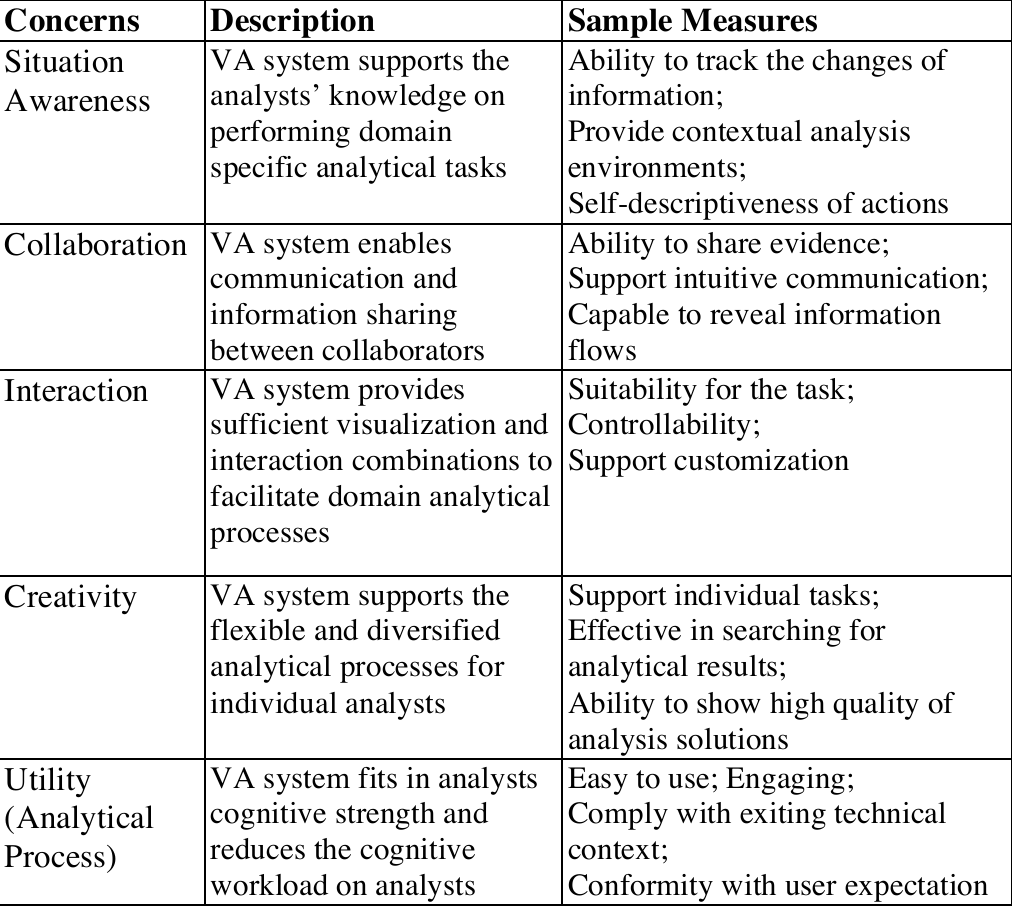 Concerns Description Sample Measures
Situation Awareness
VA system supports the
analysts’ knowledge on
performing domain
specific analytical tasks
Ability to track the changes of
information;
Provide contextual analysis
environments;
Self-descriptiveness of actions
Collaboration
VA system enables
communication and
information sharing
between collaborators
Ability to share evidence;
Support intuitive communication;
Capable to reveal information
flows
Interaction
VA system provides
sufficient visualization and
interaction combinations to
facilitate domain analytical
processes
Suitability for the task;
Controllability;
Support customization
Creativity
VA system supports the
flexible and diversified
analytical processes for
individual analysts
Support individual tasks;
Effective in searching for
analytical results;
Ability to show high quality of
analysis solutions
Utility
(Analytical
Process)
VA system fits in analysts
cognitive strength and
reduces the cognitive
workload on analysts
Easy to use; Engaging;
Comply with exiting technical
context;
Conformity with user expectation